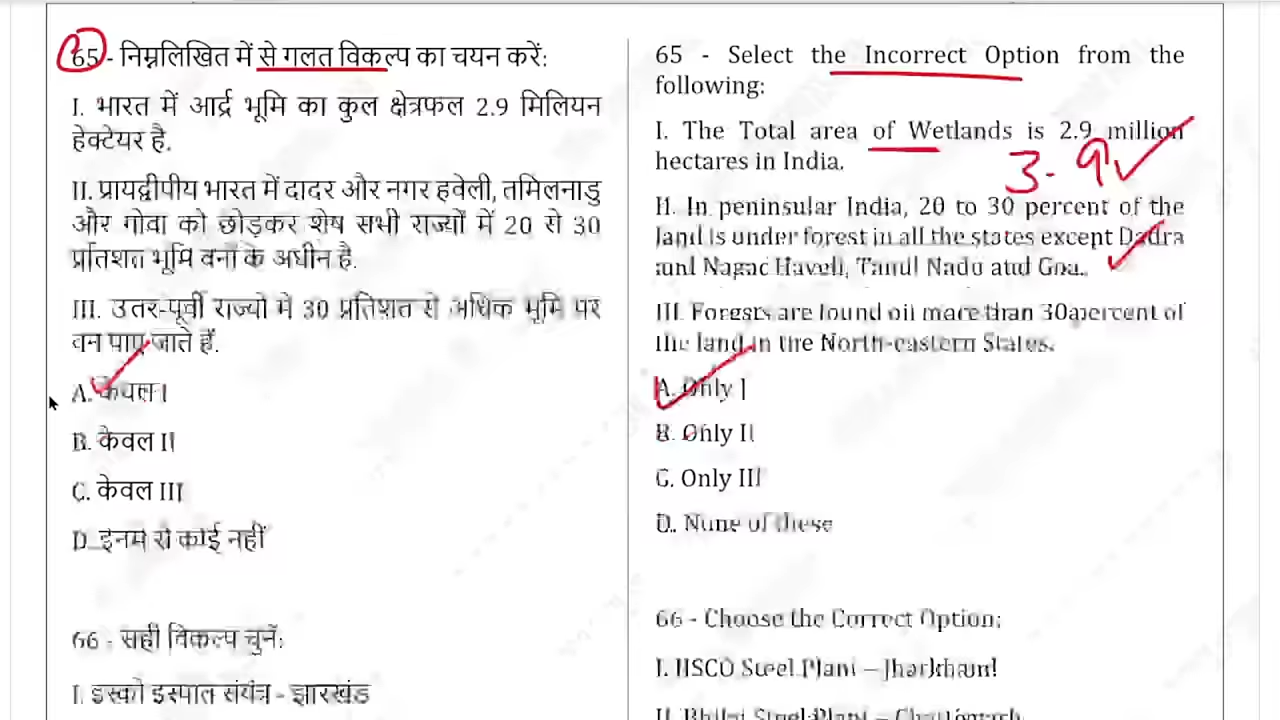 65 - निम्नलिखित में से गलत विकल्प का चयन करें:
I. भारत में आर्द्र भूमि का कुल क्षेत्रफल 2.9 मिलियन
हेक्टेयर है.
II. प्रायद्वीपीय भारत में दादर और नगर हवेली, तमिलनाडु
और गोवा को छोड़कर शेष सभी राज्यों में 20 से 30
प्रतिशत भूमि वनों के अधीन है.
III. उतर-पूर्वी राज्यों में 30 प्रतिशत से अधिक भूमि पर
वन पाए जाते हैं.
A. केवल I
B. केवल II
C. केवल III
D. इनमे से कोई नहीं
66 - सही विकल्प चुनें:
I. इस्को इस्पात संयंत्र - झारखंड
65 - Select the Incorrect Option from the
following:
I. The Total area of Wetlands is 2.9 million
hectares in India.
3.9
II. In peninsular India, 20 to 30 percent of the
land is under forest in all the states except Dadra
and Nagar Haveli, Tamil Nadu and Goa.
III. Forests are found on more than 30 percent of
the land in the North-eastern States.
A. Only I
B. Only II
C. Only III
D. None of these
66 - Choose the Correct Option:
I. IISCO Steel Plant – Jharkhand
II. Bhilai Steel Plant – Chattisgarh